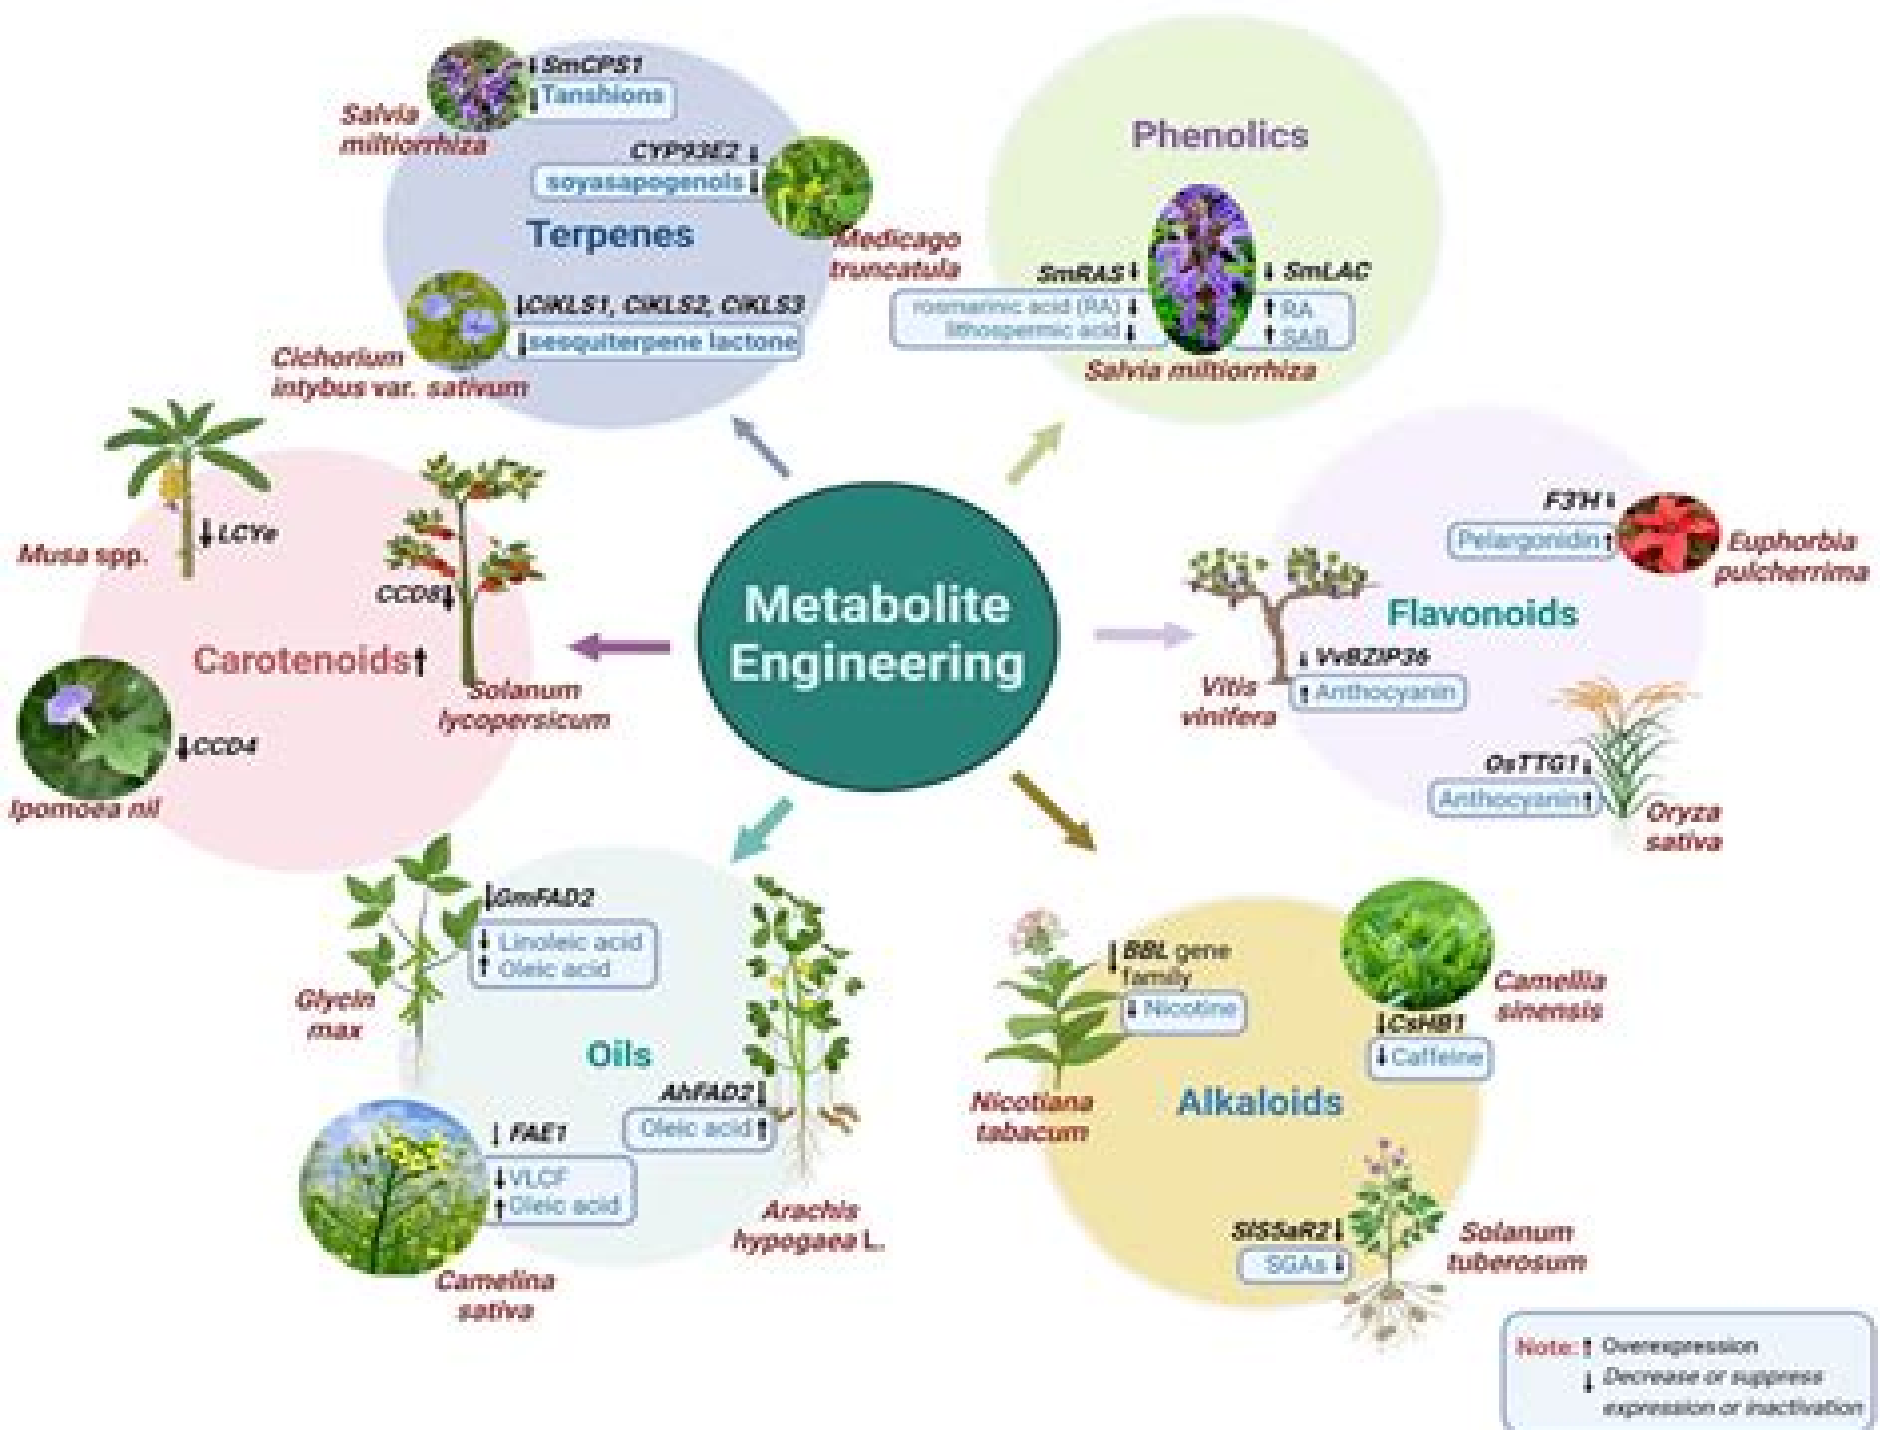 ↓SmCPS1
↓Tanshions
Salvia
miltiorrhiza
CYP93E2 ↓
soyasapogenols↓
Terpenes
Medicago
truncatula
↓CiKLS1, CiKLS2, CiKLS3
↓sesquiterpene lactone
Cichorium
intybus var. sativum
Phenolics
SmRAS↓
rosmarinic acid (RA) ↓
lithospermic acid↓
↓ SmLAC
↑ RA
↑ SAB
Salvia miltiorrhiza
Musa spp.
↓LCYe
CCD8↓
Carotenoids↑
Solanum
lycopersicum
↓CCD4
Ipomoea nil
Metabolite
Engineering
F3'H↓
Pelargonidin↑
Euphorbia
pulcherrima
Flavonoids
↓ VvBZIP36
↑ Anthocyanin
Vitis
vinifera
OsTTG1↓
Anthocyanin↑
Oryza
sativa
↓GmFAD2
↓ Linoleic acid
↑ Oleic acid
Glycin
max
Oils
AhFAD2↓
Oleic acid↑
Arachis
hypogaea L.
↓ FAE1
↓VLCF
↑Oleic acid
Camelina
sativa
↓BBL gene
family
↓ Nicotine
Nicotiana
tabacum
Camellia
sinensis
↓CsHB1
↓Caffeine
Alkaloids
SlS5aR2↓
SGAs ↓
Solanum
tuberosum
Note: ↑ Overexpression
↓ Decrease or suppress
expression or inactivation